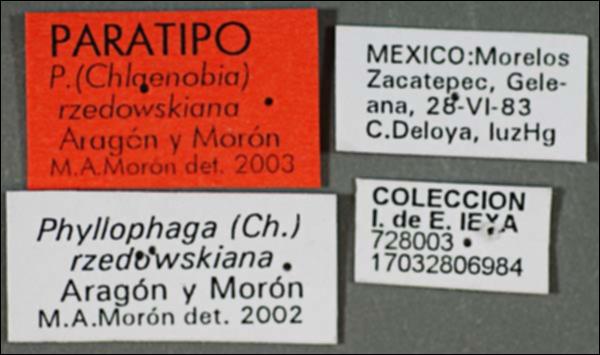 PARATIPO
P.(Chlaenobia)
rzedowskiana
Aragón y Morón
M.A.Morón det. 2003
MEXICO:Morelos
Zacatepec, Gele-
ana, 28-VI-83
C.Deloya, luzHg
Phyllophaga (Ch.)
rzedowskiana
Aragón y Morón
M.A.Morón det. 2002
COLECCION
I. de E. IEXA
728003
17032806984